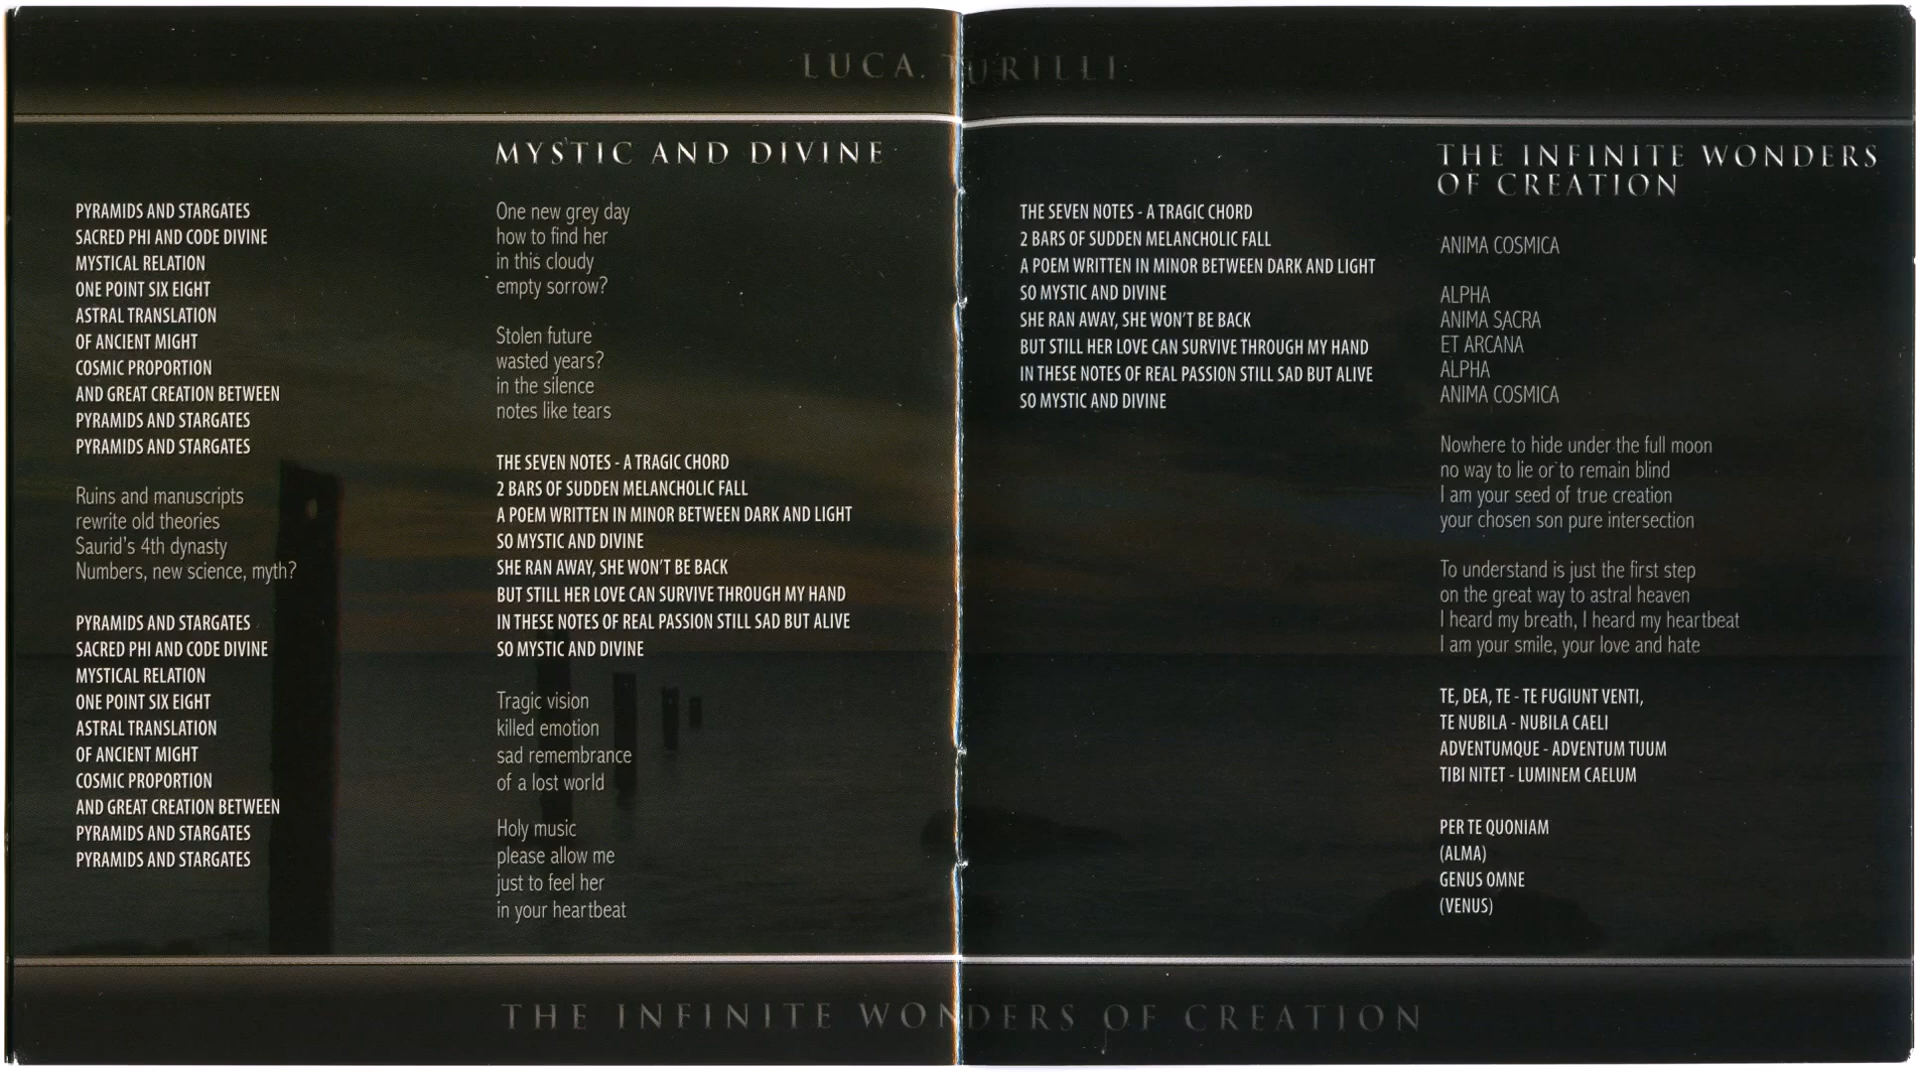 LUCA TURILLI
PYRAMIDS AND STARGATES
SACRED PHI AND CODE DIVINE
MYSTICAL RELATION
ONE POINT SIX EIGHT
ASTRAL TRANSLATION
OF ANCIENT MIGHT
COSMIC PROPORTION
AND GREAT CREATION BETWEEN
PYRAMIDS AND STARGATES
PYRAMIDS AND STARGATES
Ruins and manuscripts
rewrite old theories
Saurid's 4th dynasty
Numbers, new science, myth?
PYRAMIDS AND STARGATES
SACRED PHI AND CODE DIVINE
MYSTICAL RELATION
ONE POINT SIX EIGHT
ASTRAL TRANSLATION
OF ANCIENT MIGHT
COSMIC PROPORTION
AND GREAT CREATION BETWEEN
PYRAMIDS AND STARGATES
PYRAMIDS AND STARGATES
MYSTIC AND DIVINE
One new grey day
how to find her
in this cloudy
empty sorrow?
Stolen future
wasted years?
in the silence
notes like tears
THE SEVEN NOTES - A TRAGIC CHORD
2 BARS OF SUDDEN MELANCHOLIC FALL
A POEM WRITTEN IN MINOR BETWEEN DARK AND LIGHT
SO MYSTIC AND DIVINE
SHE RAN AWAY, SHE WON'T BE BACK
BUT STILL HER LOVE CAN SURVIVE THROUGH MY HAND
IN THESE NOTES OF REAL PASSION STILL SAD BUT ALIVE
SO MYSTIC AND DIVINE
Tragic vision
killed emotion
sad remembrance
of a lost world
Holy music
please allow me
just to feel her
in your heartbeat
THE SEVEN NOTES - A TRAGIC CHORD
2 BARS OF SUDDEN MELANCHOLIC FALL
A POEM WRITTEN IN MINOR BETWEEN DARK AND LIGHT
SO MYSTIC AND DIVINE
SHE RAN AWAY, SHE WON'T BE BACK
BUT STILL HER LOVE CAN SURVIVE THROUGH MY HAND
IN THESE NOTES OF REAL PASSION STILL SAD BUT ALIVE
SO MYSTIC AND DIVINE
THE INFINITE WONDERS
OF CREATION
ANIMA COSMICA
ALPHA
ANIMA SACRA
ET ARCANA
ALPHA
ANIMA COSMICA
Nowhere to hide under the full moon
no way to lie or to remain blind
I am your seed of true creation
your chosen son pure intersection
To understand is just the first step
on the great way to astral heaven
I heard my breath, I heard my heartbeat
I am your smile, your love and hate
TE, DEA, TE - TE FUGIUNT VENTI,
TE NUBILA - NUBILA CAELI
ADVENTUMQUE - ADVENTUM TUUM
TIBI NITET - LUMINEM CAELUM
PER TE QUONIAM
(ALMA)
GENUS OMNE
(VENUS)
THE INFINITE WONDERS OF CREATION